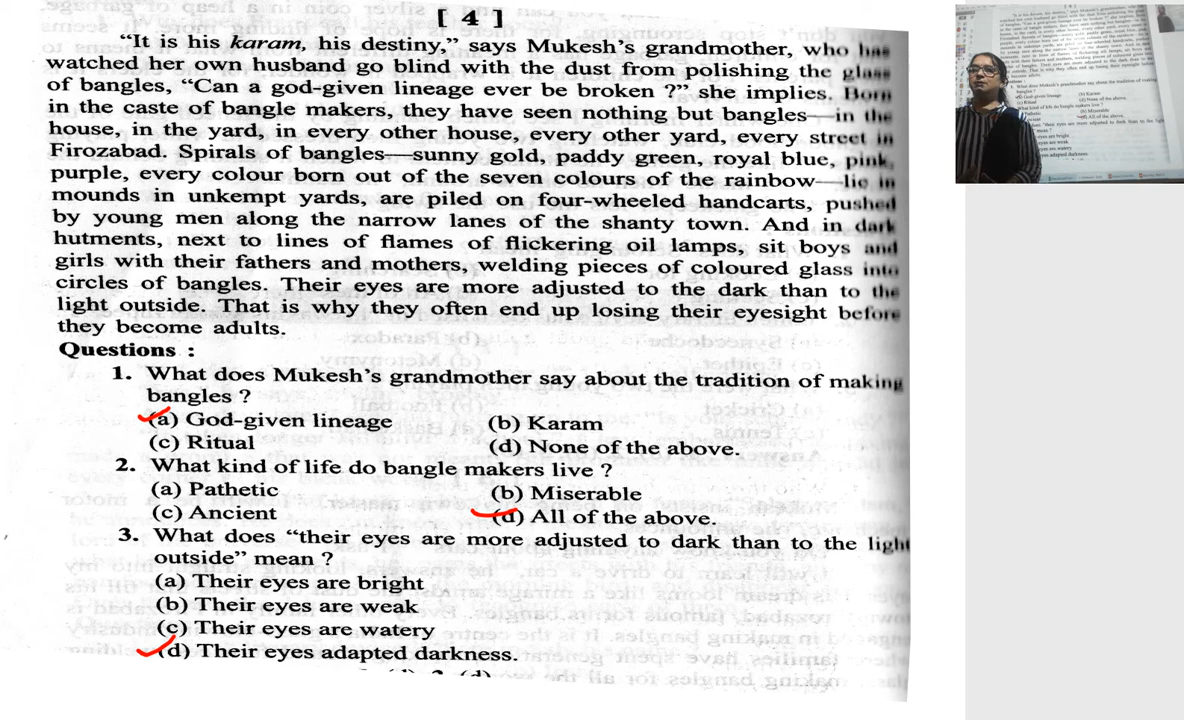 [ 4 ]
“It is his karam, his destiny,” says Mukesh’s grandmother, who has
watched her own husband go blind with the dust from polishing the glass
of bangles, “Can a god-given lineage ever be broken ?” she implies. Born
in the caste of bangle makers, they have seen nothing but bangles—in the
house, in the yard, in every other house, every other yard, every street in
Firozabad. Spirals of bangles—sunny gold, paddy green, royal blue, pink,
purple, every colour born out of the seven colours of the rainbow—lie in
mounds in unkempt yards, are piled on four-wheeled handcarts, pushed
by young men along the narrow lanes of the shanty town. And in dark
hutments, next to lines of flames of flickering oil lamps, sit boys and
girls with their fathers and mothers, welding pieces of coloured glass into
circles of bangles. Their eyes are more adjusted to the dark than to the
light outside. That is why they often end up losing their eyesight before
they become adults.
Questions :
1. What does Mukesh’s grandmother say about the tradition of making
bangles ?
(a) God-given lineage (b) Karam
(c) Ritual (d) None of the above.
2. What kind of life do bangle makers live ?
(a) Pathetic (b) Miserable
(c) Ancient (d) All of the above.
3. What does “their eyes are more adjusted to dark than to the light
outside” mean ?
(a) Their eyes are bright
(b) Their eyes are weak
(c) Their eyes are watery
(d) Their eyes adapted darkness.